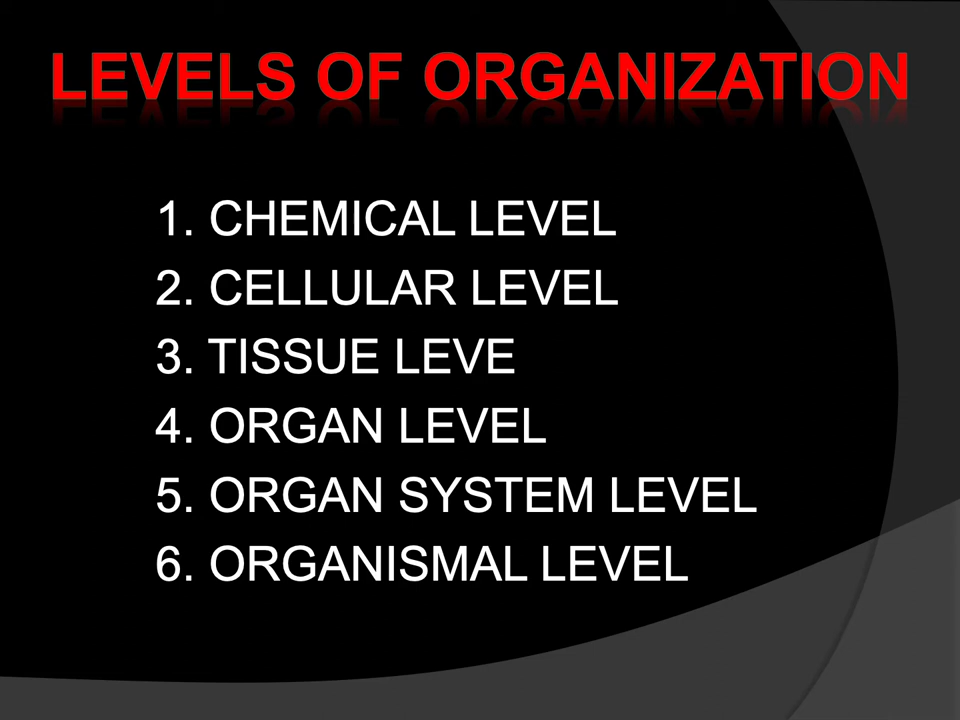 LEVELS OF ORGANIZATION
1. CHEMICAL LEVEL
2. CELLULAR LEVEL
3. TISSUE LEVE
4. ORGAN LEVEL
5. ORGAN SYSTEM LEVEL
6. ORGANISMAL LEVEL